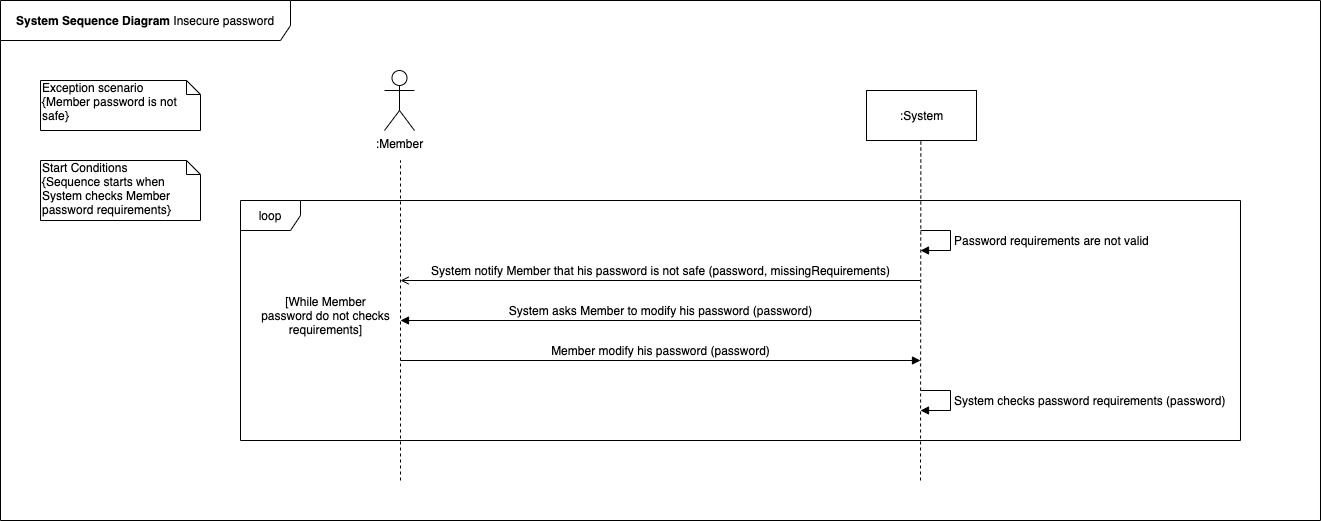 System Sequence Diagram Insecure password
Exception scenario
{Member password is not
safe}
:Member
:System
Start Conditions
{Sequence starts when
System checks Member
password requirements}
loop
Password requirements are not valid
System notify Member that his password is not safe (password, missingRequirements)
[While Member
password do not checks
requirements]
System asks Member to modify his password (password)
Member modify his password (password)
System checks password requirements (password)